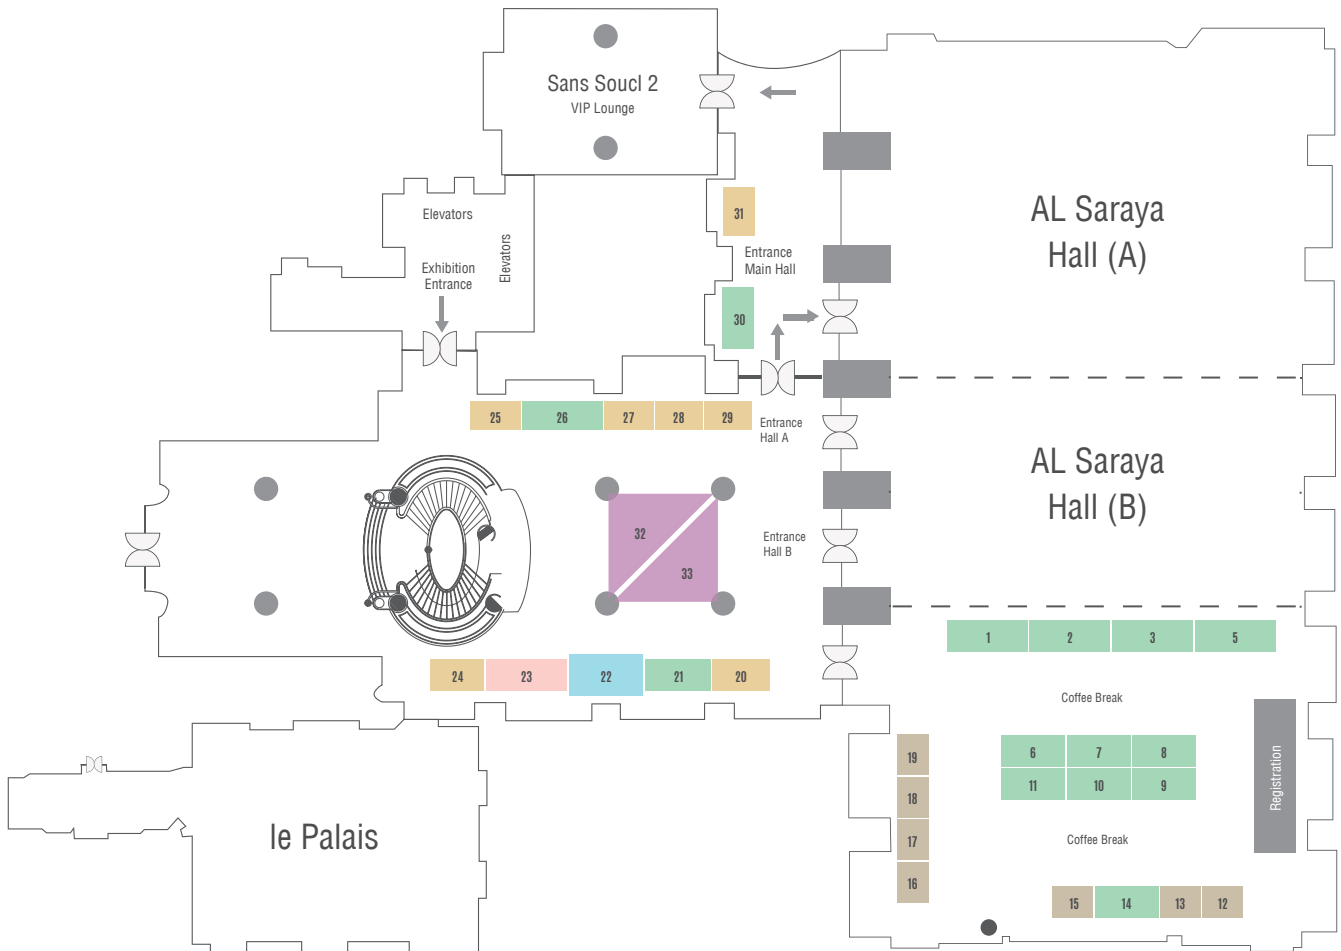 Sans Soucl 2
VIP Lounge
31
Elevators
Elevators
Exhibition
Entrance
Entrance
Main Hall
30
AL Saraya
Hall (A)
25
26
27
28
29
Entrance
Hall A
AL Saraya
Hall (B)
32
33
Entrance
Hall B
1
2
3
5
24
23
22
21
20
Coffee Break
19
18
17
16
6
7
8
11
10
9
Registration
Coffee Break
le Palais
15
14
13
12